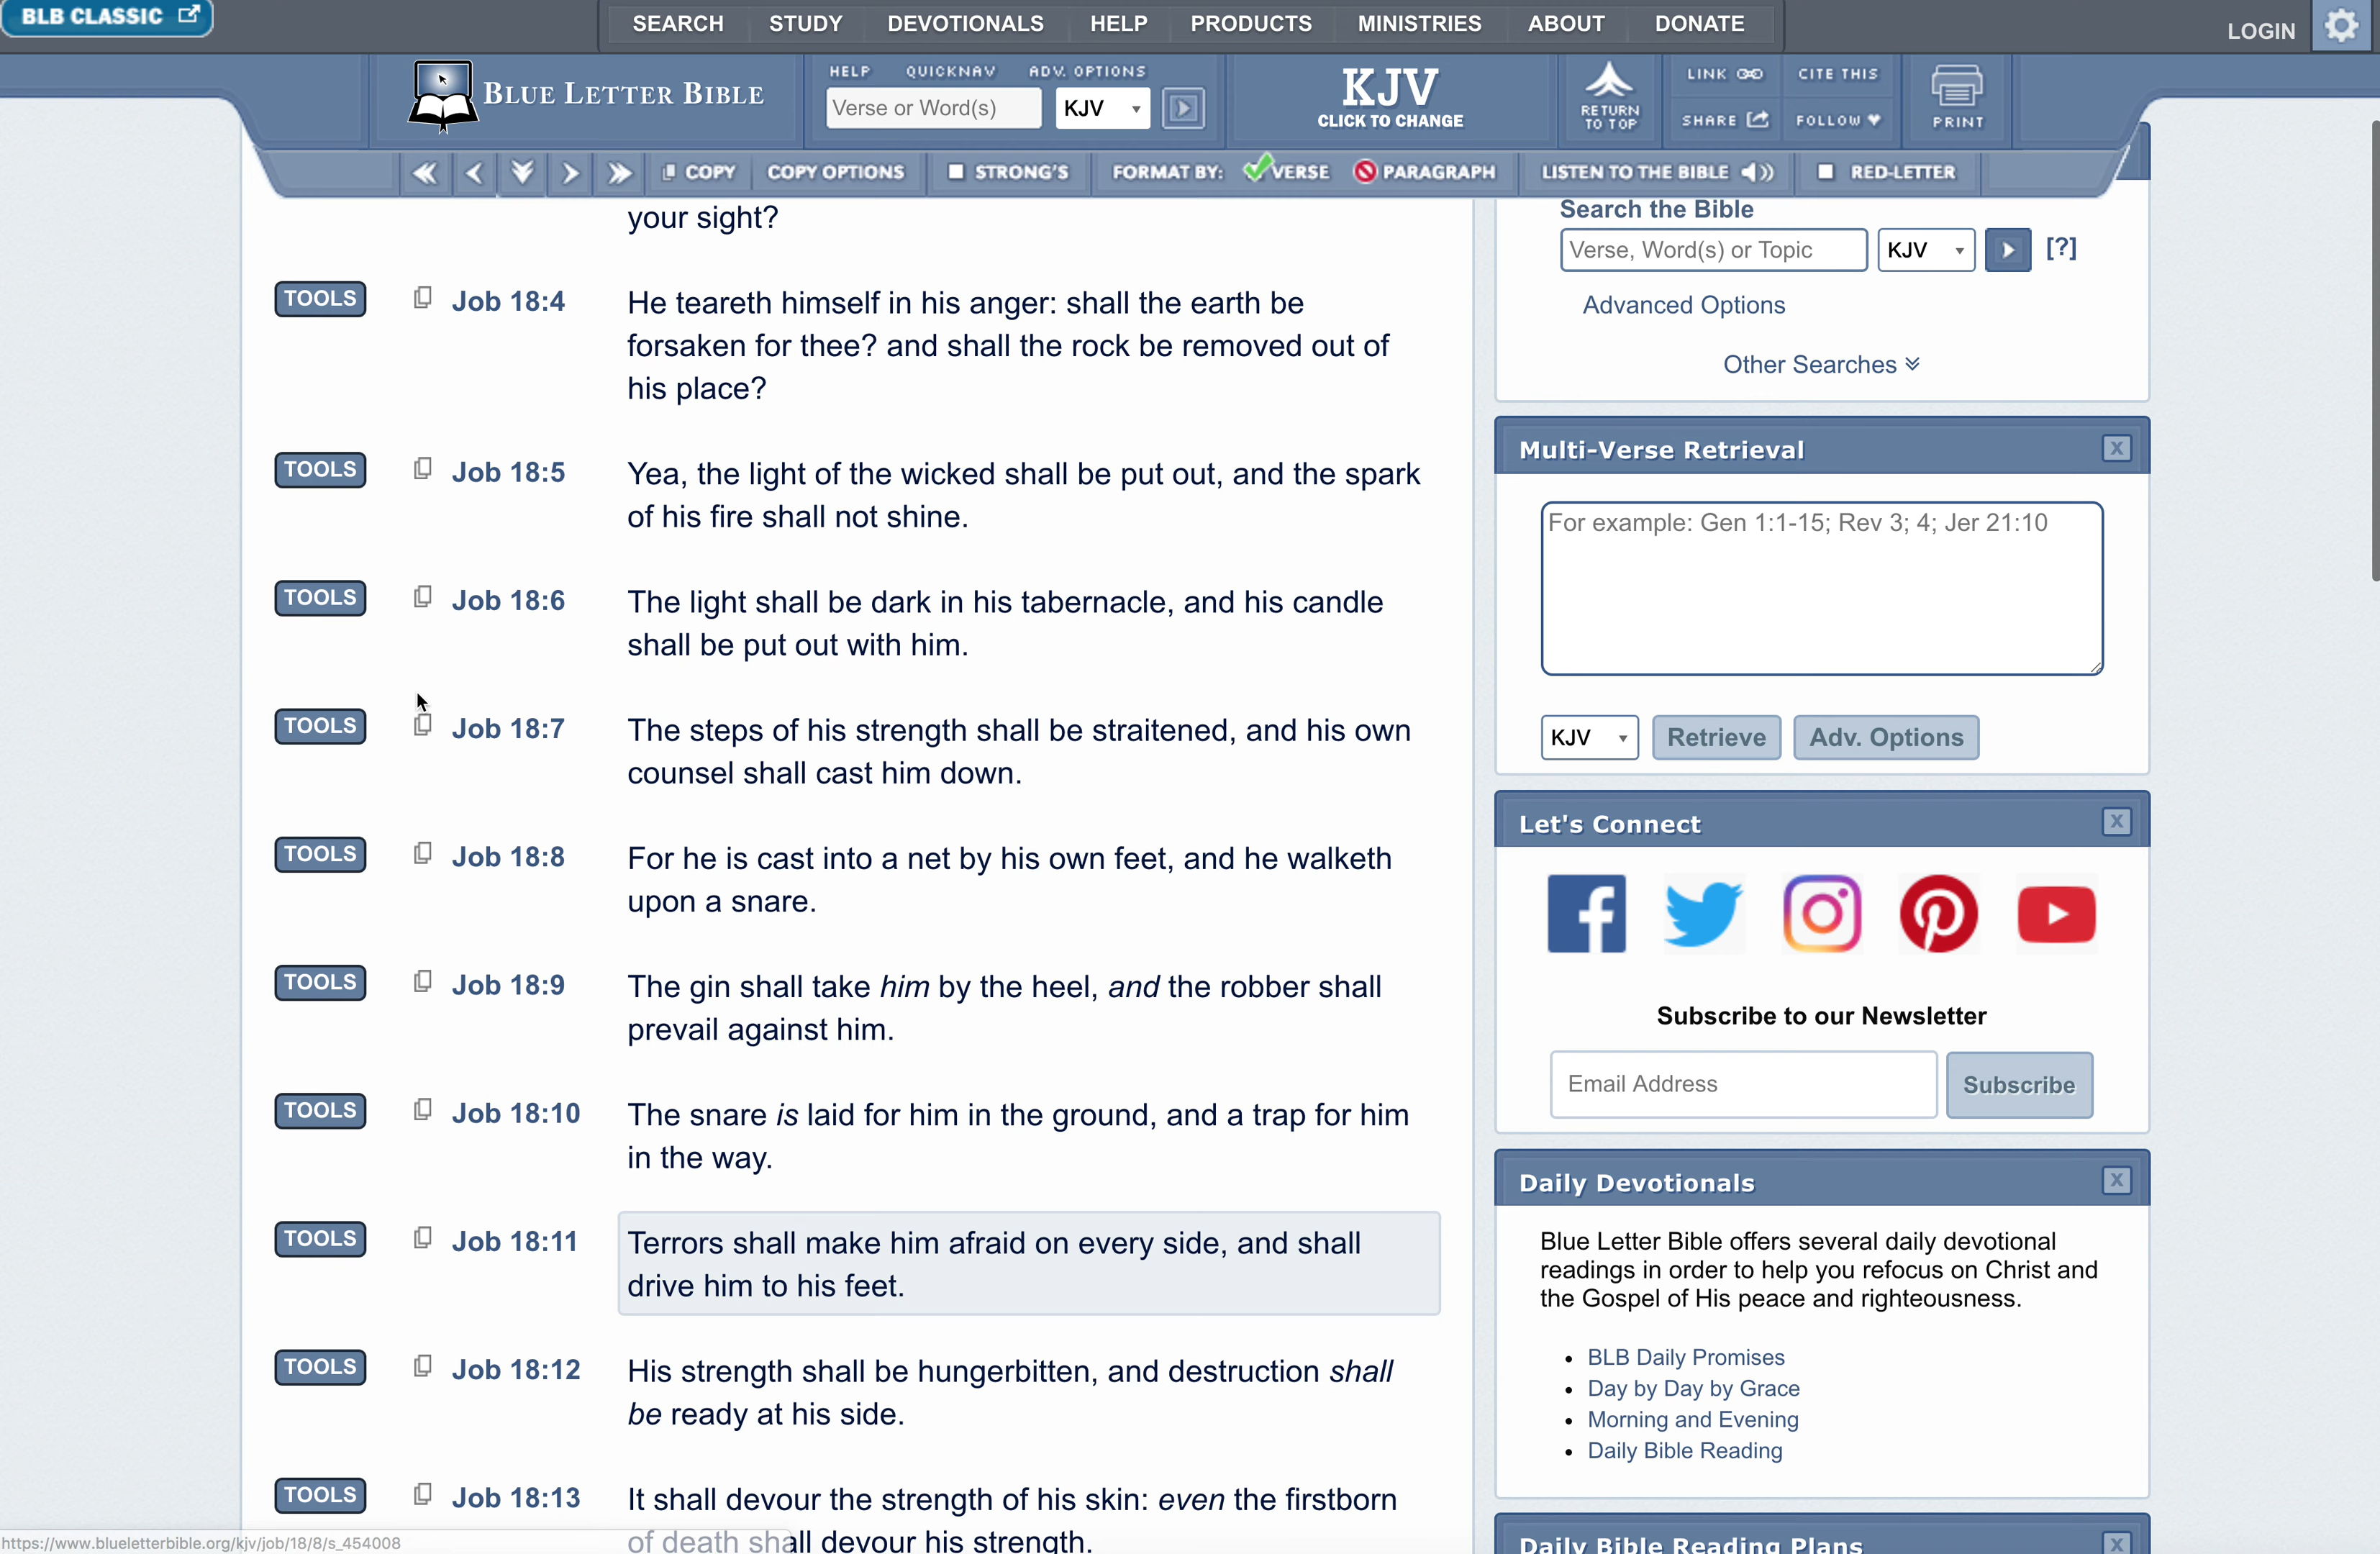 BLB CLASSIC
SEARCH STUDY DEVOTIONALS HELP PRODUCTS MINISTRIES ABOUT DONATE
LOGIN
BLUE LETTER BIBLE
HELP QUICKNAV ADV. OPTIONS
Verse or Word(s)
KJV
KJV
CLICK TO CHANGE
RETURN
TO TOP
LINK
CITE THIS
SHARE
FOLLOW
PRINT
COPY COPY OPTIONS STRONG'S FORMAT BY: VERSE PARAGRAPH LISTEN TO THE BIBLE RED-LETTER
your sight?
TOOLS Job 18:4 He teareth himself in his anger: shall the earth be
forsaken for thee? and shall the rock be removed out of
his place?
TOOLS Job 18:5 Yea, the light of the wicked shall be put out, and the spark
of his fire shall not shine.
TOOLS Job 18:6 The light shall be dark in his tabernacle, and his candle
shall be put out with him.
TOOLS Job 18:7 The steps of his strength shall be straitened, and his own
counsel shall cast him down.
TOOLS Job 18:8 For he is cast into a net by his own feet, and he walketh
upon a snare.
TOOLS Job 18:9 The gin shall take him by the heel, and the robber shall
prevail against him.
TOOLS Job 18:10 The snare is laid for him in the ground, and a trap for him
in the way.
TOOLS Job 18:11 Terrors shall make him afraid on every side, and shall
drive him to his feet.
TOOLS Job 18:12 His strength shall be hungerbitten, and destruction shall
be ready at his side.
TOOLS Job 18:13 It shall devour the strength of his skin: even the firstborn
of death shall devour his strength.
https://www.blueletterbible.org/kjv/job/18/8/s_454008
Search the Bible
Verse, Word(s) or Topic KJV [?]
Advanced Options
Other Searches
Multi-Verse Retrieval X
For example: Gen 1:1-15; Rev 3; 4; Jer 21:10
KJV Retrieve Adv. Options
Let's Connect X
Subscribe to our Newsletter
Email Address Subscribe
Daily Devotionals X
Blue Letter Bible offers several daily devotional
readings in order to help you refocus on Christ and
the Gospel of His peace and righteousness.
• BLB Daily Promises
• Day by Day by Grace
• Morning and Evening
• Daily Bible Reading
Daily Bible Reading Plans X